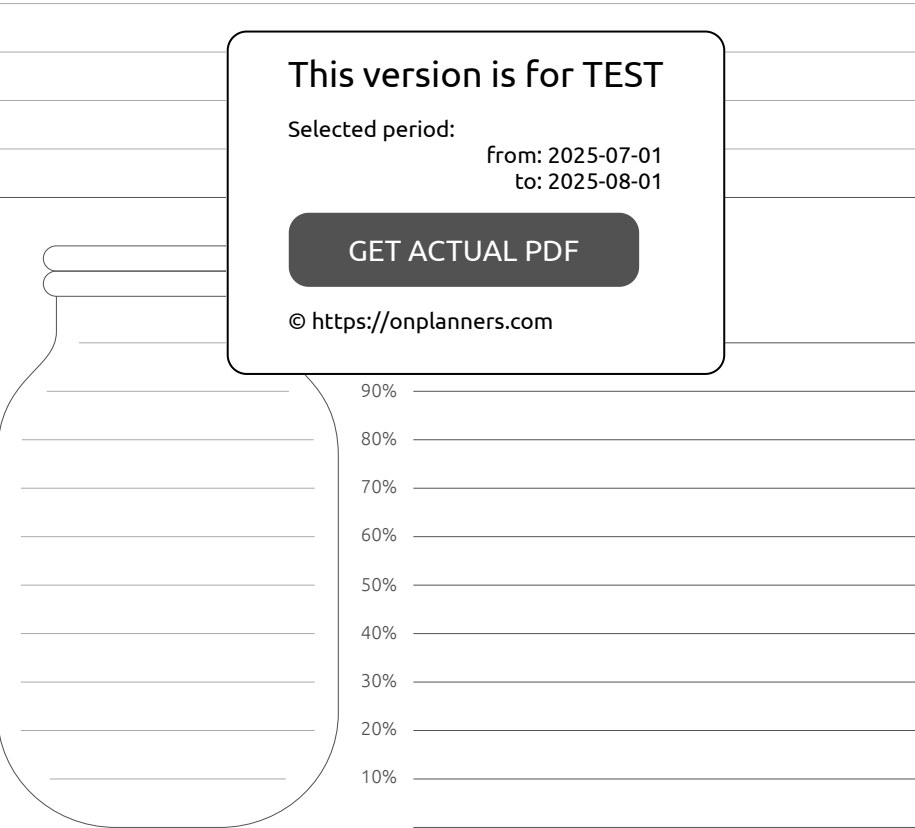 This version is for TEST
Selected period:
from: 2025-07-01
to: 2025-08-01
GET ACTUAL PDF
© https://onplanners.com
90%
80%
70%
60%
50%
40%
30%
20%
10%